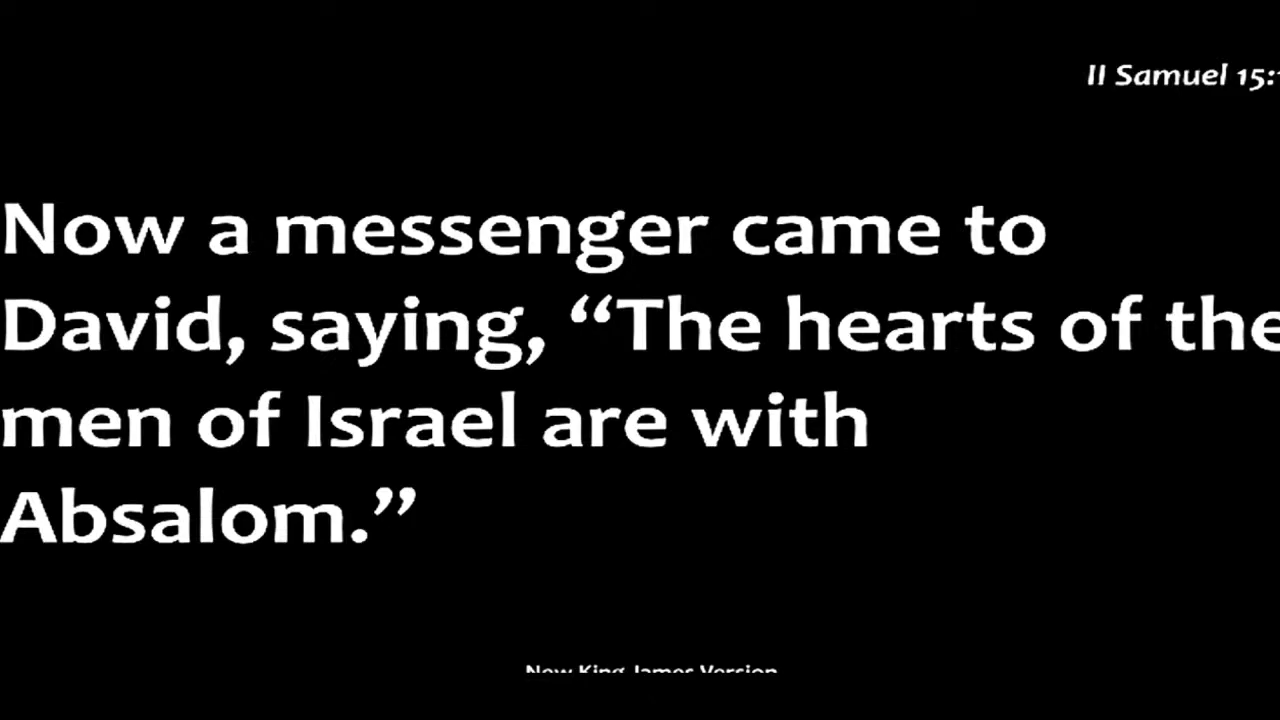 II Samuel 15:1
Now a messenger came to
David, saying, “The hearts of the
men of Israel are with
Absalom.”
New King James Version